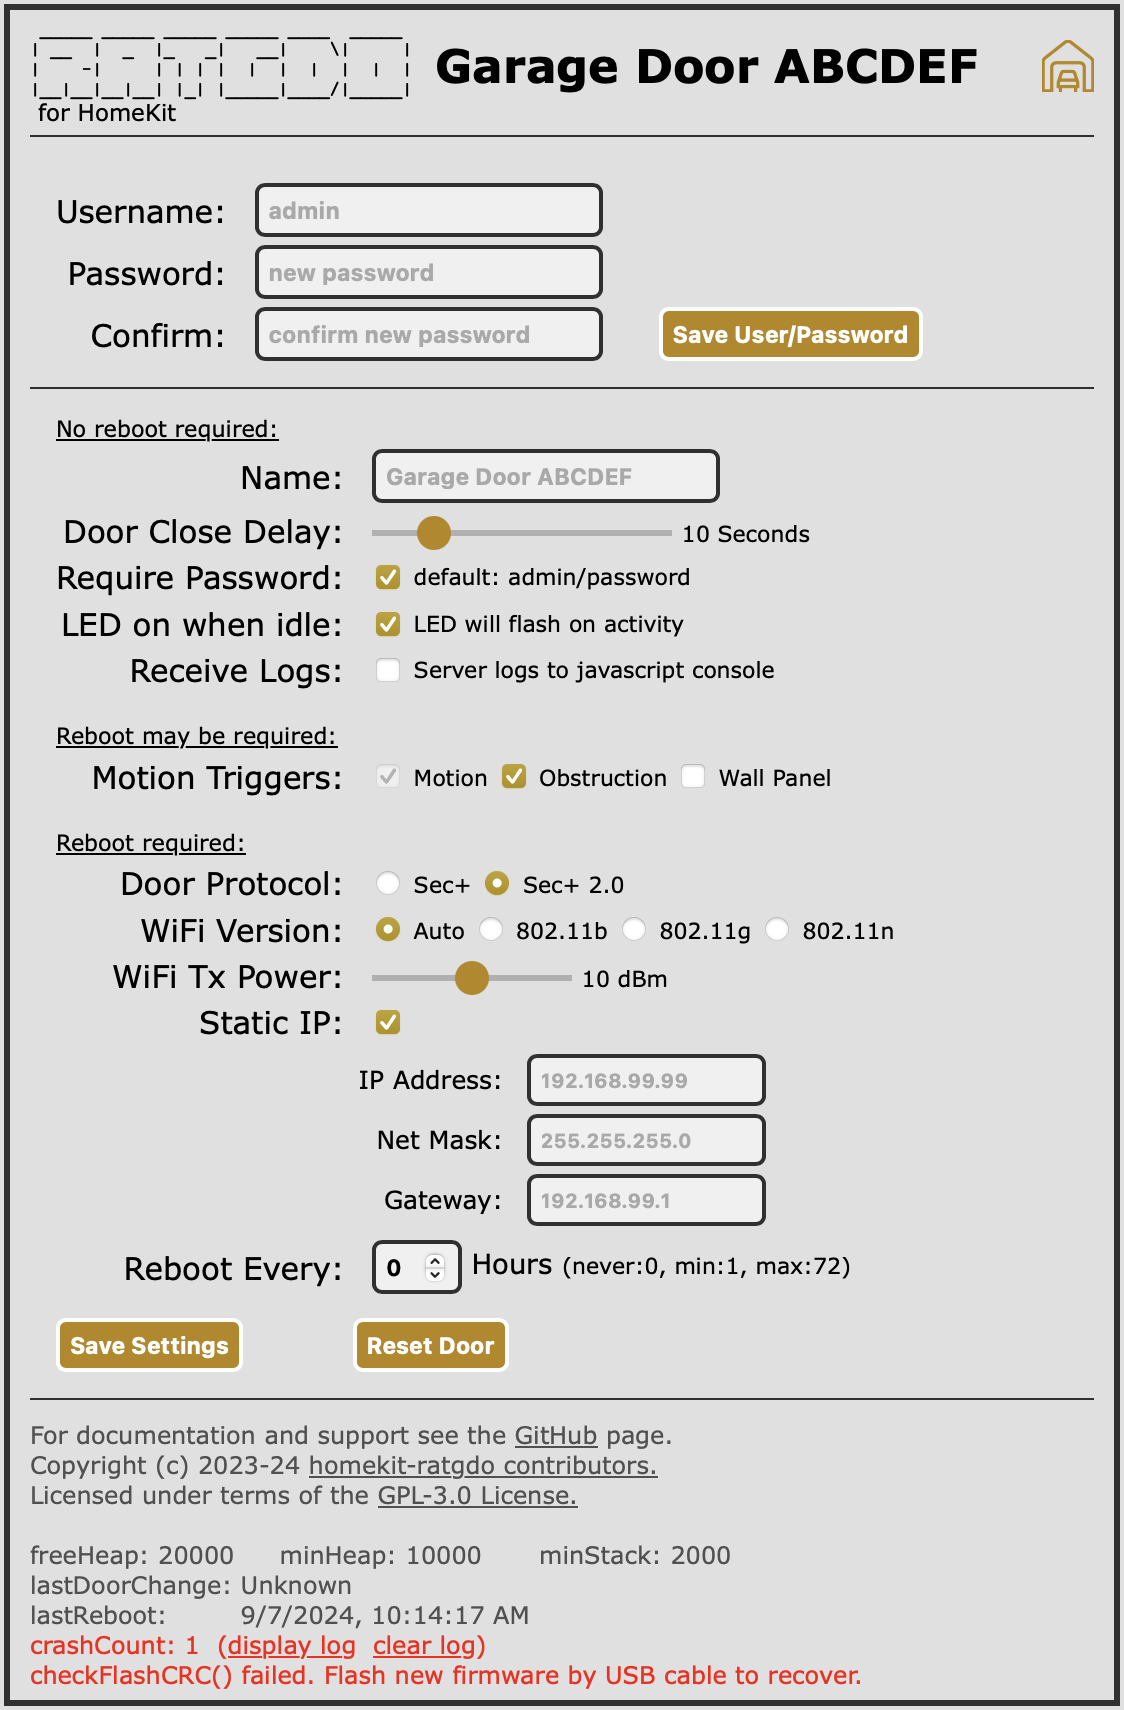 RATGDO
for HomeKit
Garage Door ABCDEF
Username: admin
Password: new password
Confirm: confirm new password Save User/Password
No reboot required:
Name: Garage Door ABCDEF
Door Close Delay: 10 Seconds
Require Password: default: admin/password
LED on when idle: LED will flash on activity
Receive Logs: Server logs to javascript console
Reboot may be required:
Motion Triggers: Motion Obstruction Wall Panel
Reboot required:
Door Protocol: Sec+ Sec+ 2.0
WiFi Version: Auto 802.11b 802.11g 802.11n
WiFi Tx Power: 10 dBm
Static IP:
IP Address: 192.168.99.99
Net Mask: 255.255.255.0
Gateway: 192.168.99.1
Reboot Every: 0 Hours (never:0, min:1, max:72)
Save Settings Reset Door
For documentation and support see the GitHub page.
Copyright (c) 2023-24 homekit-ratgdo contributors.
Licensed under terms of the GPL-3.0 License.
freeHeap: 20000 minHeap: 10000 minStack: 2000
lastDoorChange: Unknown
lastReboot: 9/7/2024, 10:14:17 AM
crashCount: 1 (display log clear log)
checkFlashCRC() failed. Flash new firmware by USB cable to recover.